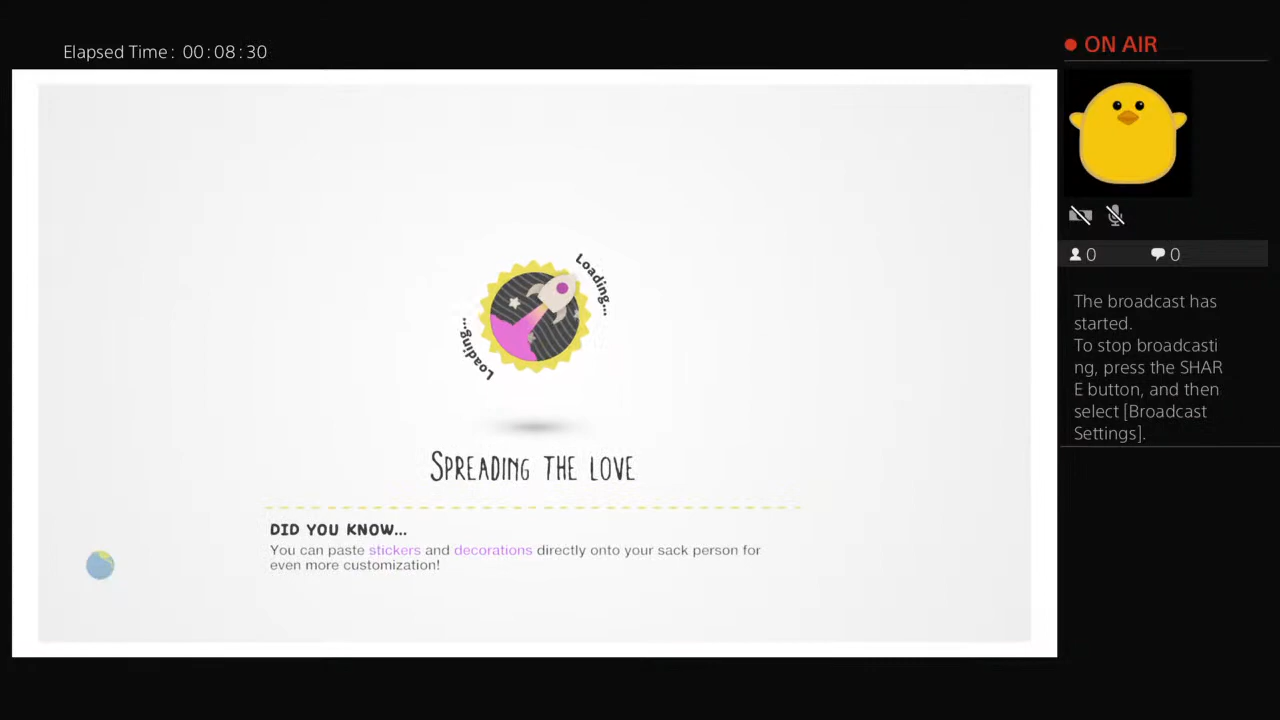 Elapsed Time: 00:08:30
ON AIR
Loading...
Loading...
0 0
SPREADING THE LOVE
The broadcast has
started.
To stop broadcasti
ng, press the SHAR
E button, and then
select [Broadcast
Settings].
DID YOU KNOW...
You can paste stickers and decorations directly onto your sack person for
even more customization!